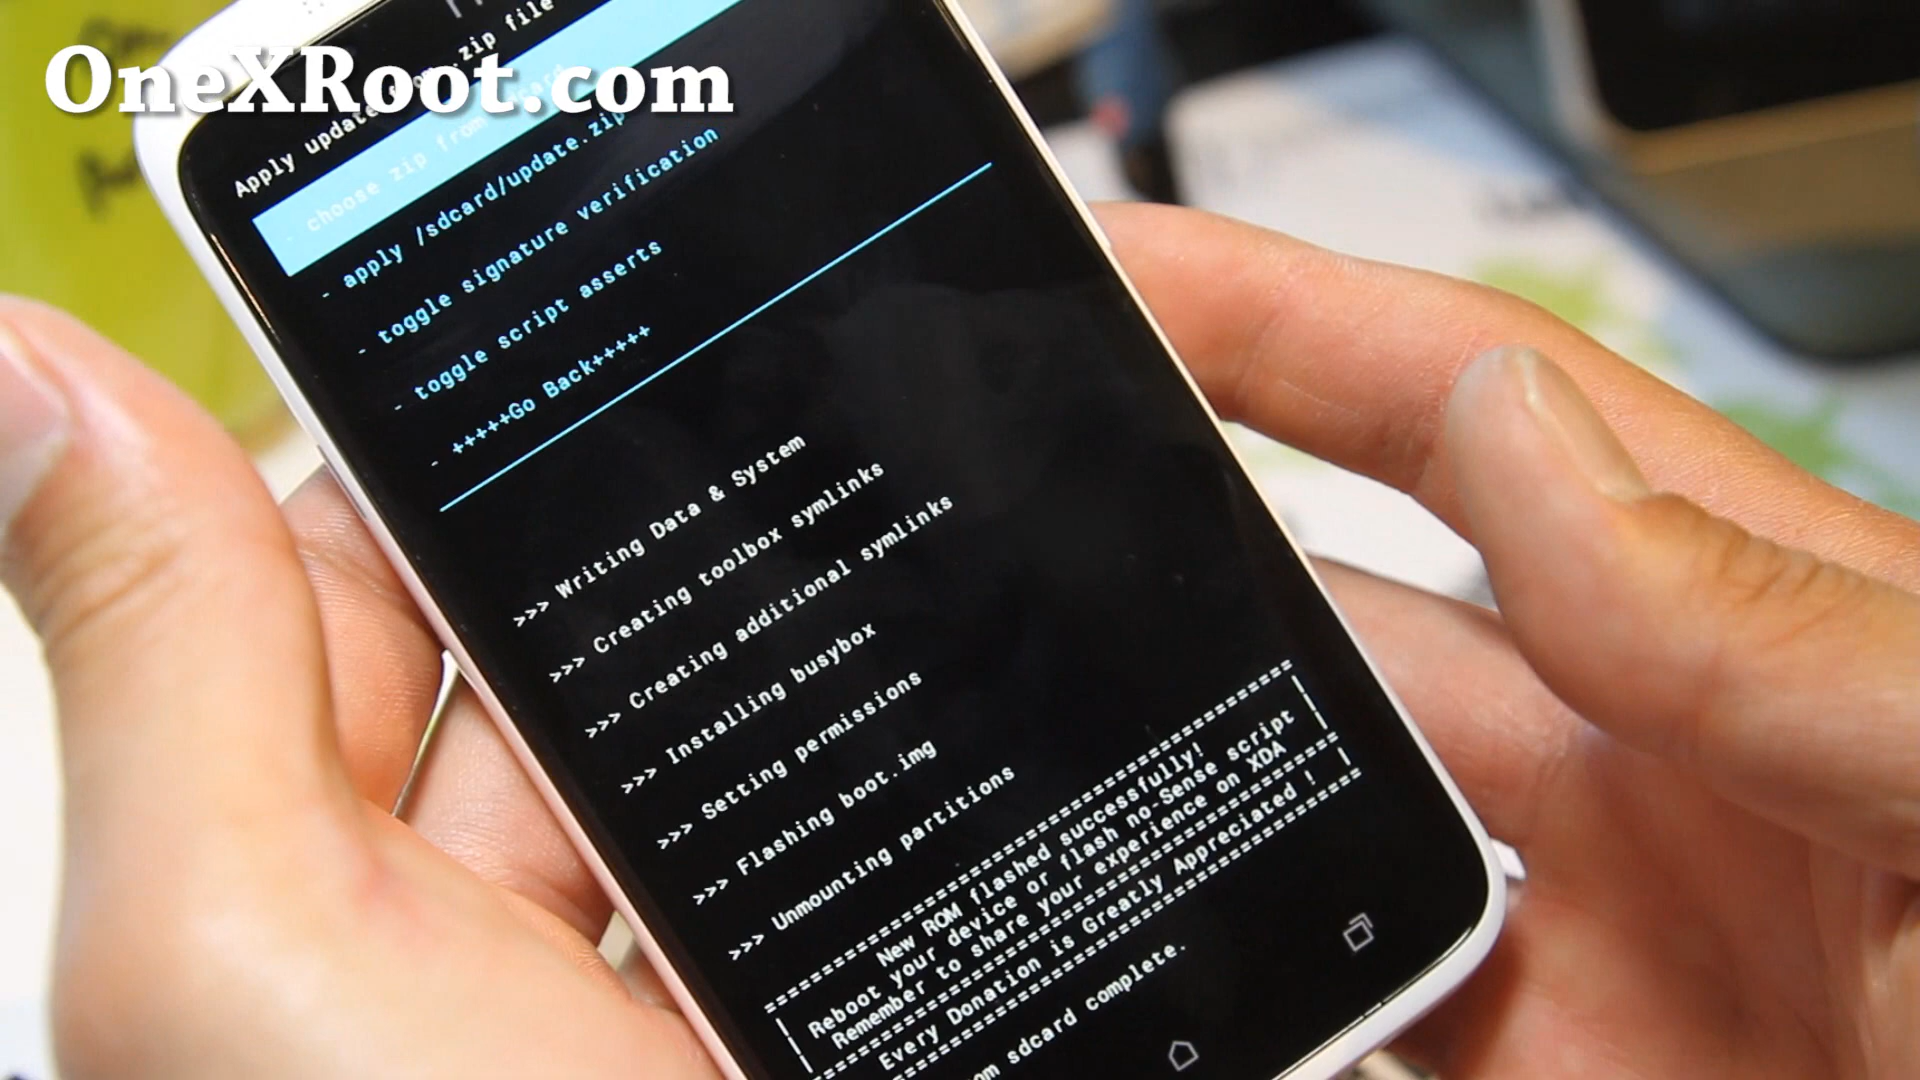 OneXRoot.com
Apply update from .zip file
- choose zip from sdcard
- apply /sdcard/update.zip
- toggle signature verification
- toggle script asserts
- +++++Go Back+++++
>>> Writing Data & System
>>> Creating toolbox symlinks
>>> Creating additional symlinks
>>> Installing busybox
>>> Setting permissions
>>> Flashing boot.img
>>> Unmounting partitions
New ROM flashed successfully!
Reboot your device or flash no-Sense script
Remember to share your experience on XDA
Every Donation is Greatly Appreciated !
sdcard complete.